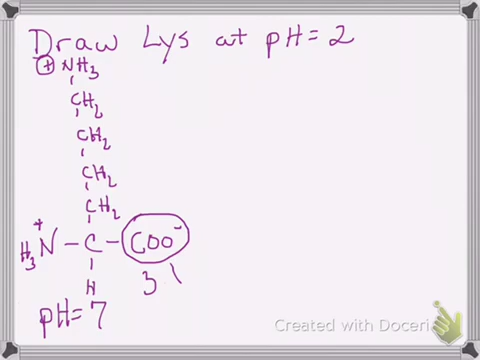 Draw Lys at pH = 2
⊕NH3
CH2
CH2
CH2
CH2
H3N+ - C - COO-
H
3
pH = 7
Created with Doceri